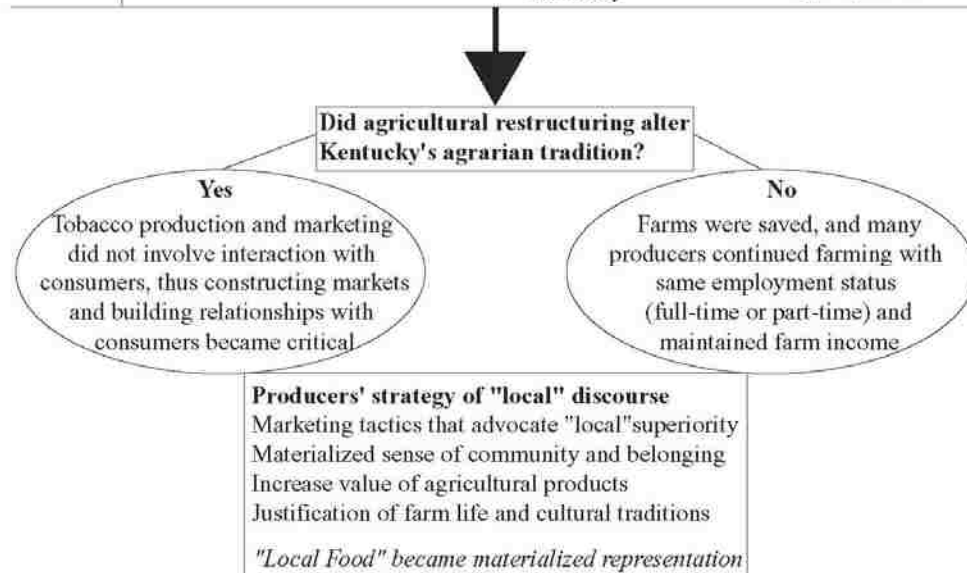 Did agricultural restructuring alter
Kentucky's agrarian tradition?
Yes
Tobacco production and marketing
did not involve interaction with
consumers, thus constructing markets
and building relationships with
consumers became critical
No
Farms were saved, and many
producers continued farming with
same employment status
(full-time or part-time) and
maintained farm income
Producers' strategy of "local" discourse
Marketing tactics that advocate "local"superiority
Materialized sense of community and belonging
Increase value of agricultural products
Justification of farm life and cultural traditions
"Local Food" became materialized representation